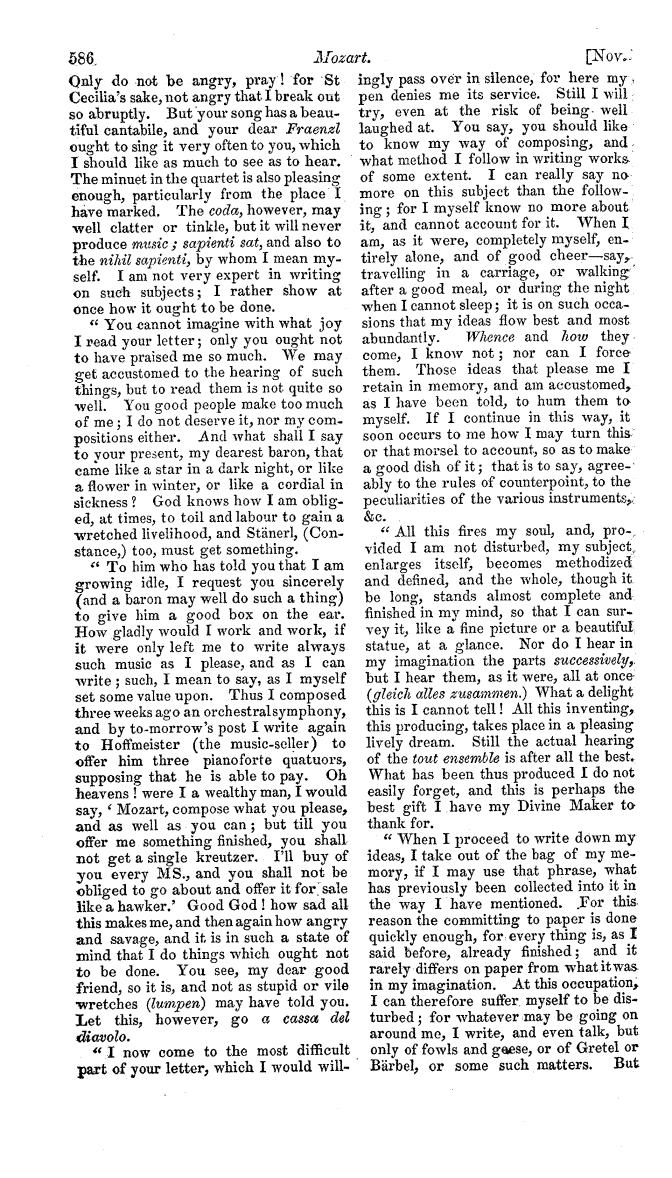 586 Mozart. [Nov.
Only do not be angry, pray! for St
Cecilia's sake, not angry that I break out
so abruptly. But your song has a beau-
tiful cantabile, and your dear Fraenzl
ought to sing it very often to you, which
I should like as much to see as to hear.
The minuet in the quartet is also pleasing
enough, particularly from the place I
have marked. The coda, however, may
well clatter or tinkle, but it will never
produce music; sapienti sat, and also to
the nihil sapienti, by whom I mean my-
self. I am not very expert in writing
on such subjects; I rather show at
once how it ought to be done.
“ You cannot imagine with what joy
I read your letter; only you ought not
to have praised me so much. We may
get accustomed to the hearing of such
things, but to read them is not quite so
well. You good people make too much
of me; I do not deserve it, nor my com-
positions either. And what shall I say
to your present, my dearest baron, that
came like a star in a dark night, or like
a flower in winter, or like a cordial in
sickness? God knows how I am oblig-
ed, at times, to toil and labour to gain a
wretched livelihood, and Stänerl, (Con-
stance,) too, must get something.
“ To him who has told you that I am
growing idle, I request you sincerely
(and a baron may well do such a thing)
to give him a good box on the ear.
How gladly would I work and work, if
it were only left me to write always
such music as I please, and as I can
write; such, I mean to say, as I myself
set some value upon. Thus I composed
three weeks ago an orchestral symphony,
and by to-morrow's post I write again
to Hoffmeister (the music-seller) to
offer him three pianoforte quatuors,
supposing that he is able to pay. Oh
heavens! were I a wealthy man, I would
say, ‘ Mozart, compose what you please,
and as well as you can; but till you
offer me something finished, you shall
not get a single kreutzer. I'll buy of
you every MS., and you shall not be
obliged to go about and offer it for sale
like a hawker.’ Good God! how sad all
this makes me, and then again how angry
and savage, and it is in such a state of
mind that I do things which ought not
to be done. You see, my dear good
friend, so it is, and not as stupid or vile
wretches (lumpen) may have told you.
Let this, however, go a cassa del
diavolo.
“ I now come to the most difficult
part of your letter, which I would will-
ingly pass over in silence, for here my
pen denies me its service. Still I will
try, even at the risk of being well
laughed at. You say, you should like
to know my way of composing, and
what method I follow in writing works
of some extent. I can really say no
more on this subject than the follow-
ing; for I myself know no more about
it, and cannot account for it. When I
am, as it were, completely myself, en-
tirely alone, and of good cheer—say,
travelling in a carriage, or walking
after a good meal, or during the night
when I cannot sleep; it is on such occa-
sions that my ideas flow best and most
abundantly. Whence and how they
come, I know not; nor can I force
them. Those ideas that please me I
retain in memory, and am accustomed,
as I have been told, to hum them to
myself. If I continue in this way, it
soon occurs to me how I may turn this
or that morsel to account, so as to make
a good dish of it; that is to say, agree-
ably to the rules of counterpoint, to the
peculiarities of the various instruments,
&c.
“ All this fires my soul, and, pro-
vided I am not disturbed, my subject
enlarges itself, becomes methodized
and defined, and the whole, though it
be long, stands almost complete and
finished in my mind, so that I can sur-
vey it, like a fine picture or a beautiful
statue, at a glance. Nor do I hear in
my imagination the parts successively,
but I hear them, as it were, all at once
(gleich alles zusammen.) What a delight
this is I cannot tell! All this inventing,
this producing, takes place in a pleasing
lively dream. Still the actual hearing
of the tout ensemble is after all the best.
What has been thus produced I do not
easily forget, and this is perhaps the
best gift I have my Divine Maker to
thank for.
“ When I proceed to write down my
ideas, I take out of the bag of my me-
mory, if I may use that phrase, what
has previously been collected into it in
the way I have mentioned. For this
reason the committing to paper is done
quickly enough, for every thing is, as I
said before, already finished; and it
rarely differs on paper from what it was
in my imagination. At this occupation,
I can therefore suffer myself to be dis-
turbed; for whatever may be going on
around me, I write, and even talk, but
only of fowls and geese, or of Gretel or
Bärbel, or some such matters. But